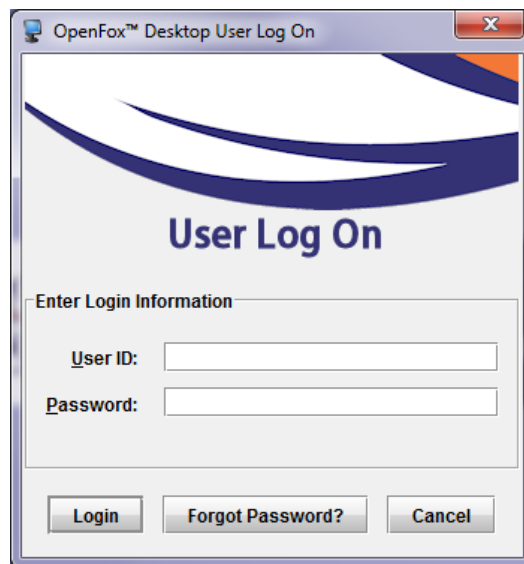 OpenFox™ Desktop User Log On
User Log On
Enter Login Information
User ID:
Password:
Login Forgot Password? Cancel